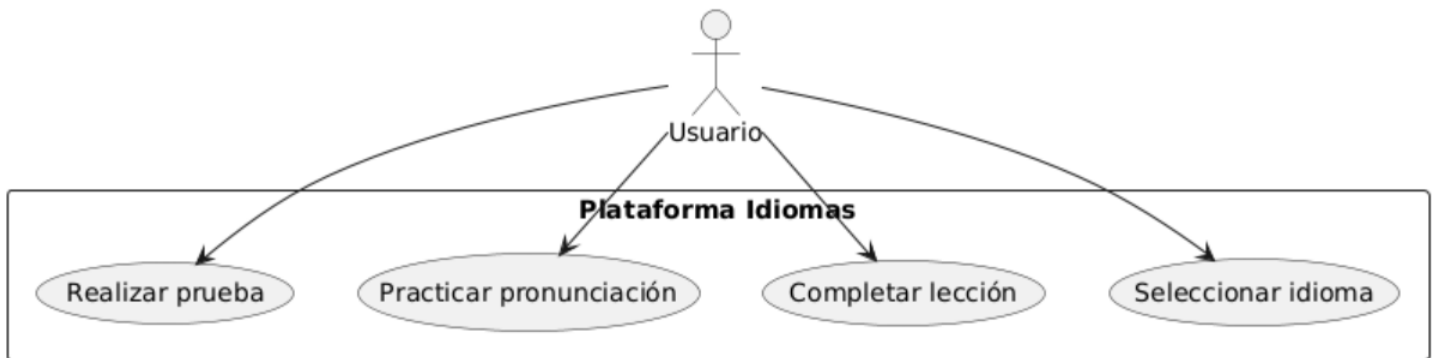 Usuario
Plataforma Idiomas
Realizar prueba
Practicar pronunciación
Completar lección
Seleccionar idioma